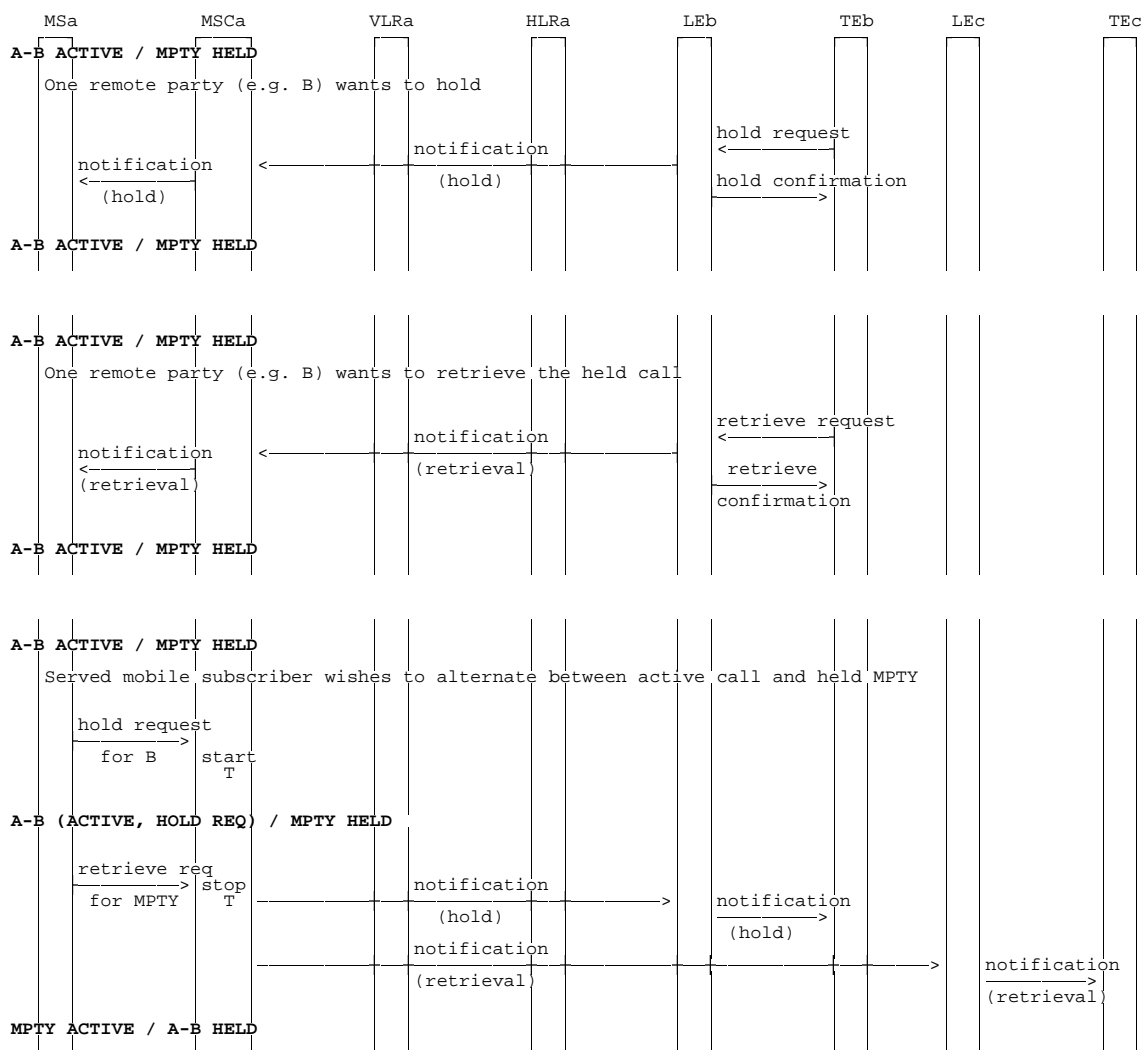 MSa MSCa VLRa HLRa LEb TEb LEc TEc
A-B ACTIVE / MPTY HELD
One remote party (e.g. B) wants to hold
hold request
notification
notification
(hold)
hold confirmation
(hold)
A-B ACTIVE / MPTY HELD
A-B ACTIVE / MPTY HELD
One remote party (e.g. B) wants to retrieve the held call
retrieve request
notification
notification
(retrieval)
retrieve
(retrieval)
confirmation
A-B ACTIVE / MPTY HELD
A-B ACTIVE / MPTY HELD
Served mobile subscriber wishes to alternate between active call and held MPTY
hold request
for B start
T
A-B (ACTIVE, HOLD REQ) / MPTY HELD
retrieve req
stop notification
for MPTY T notification
(hold)
(hold)
notification
notification
(retrieval)
(retrieval)
MPTY ACTIVE / A-B HELD